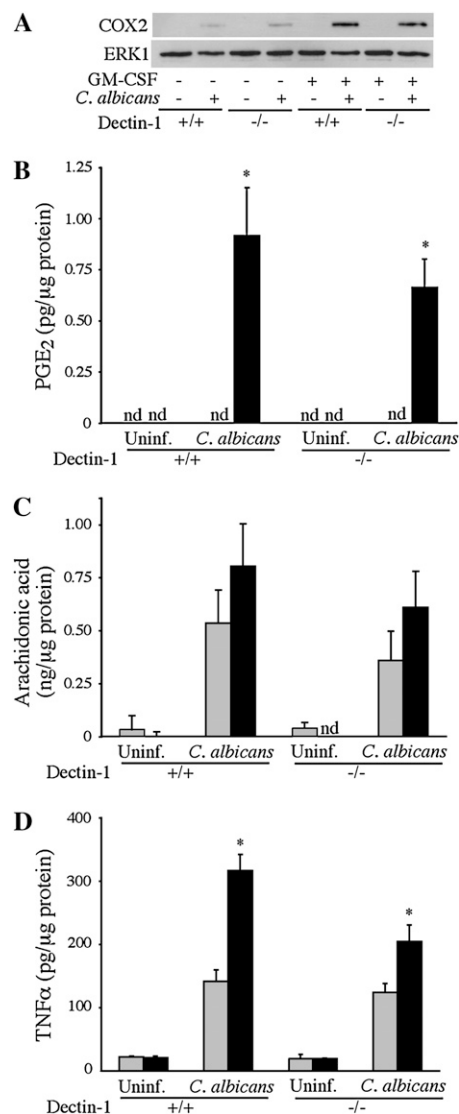 A
COX2
ERK1
GM-CSF - - - - + + + +
C. albicans - + - + - + - +
Dectin-1 +/+ -/- +/+ -/-
B
PGE2 (pg/µg protein)
1.25
1.00
0.75
0.50
0.25
0
* *
nd nd nd nd nd nd
Uninf. C. albicans Uninf. C. albicans
Dectin-1 +/+ -/-
C
Arachidonic acid
(ng/µg protein)
1.00
0.75
0.50
0.25
0
nd
Uninf. C. albicans Uninf. C. albicans
Dectin-1 +/+ -/-
D
TNFα (pg/µg protein)
400
300
200
100
0
* *
Uninf. C. albicans Uninf. C. albicans
Dectin-1 +/+ -/-